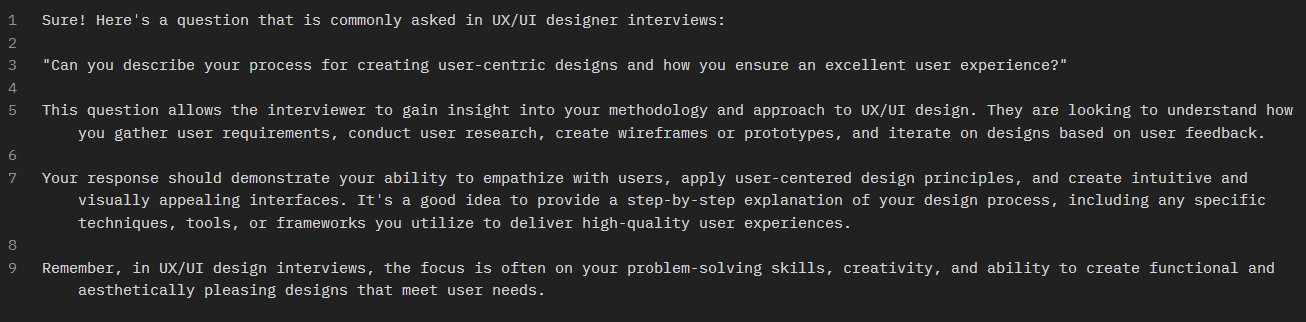 1 Sure! Here's a question that is commonly asked in UX/UI designer interviews:
2
3 "Can you describe your process for creating user-centric designs and how you ensure an excellent user experience?"
4
5 This question allows the interviewer to gain insight into your methodology and approach to UX/UI design. They are looking to understand how
you gather user requirements, conduct user research, create wireframes or prototypes, and iterate on designs based on user feedback.
6
7 Your response should demonstrate your ability to empathize with users, apply user-centered design principles, and create intuitive and
visually appealing interfaces. It's a good idea to provide a step-by-step explanation of your design process, including any specific
techniques, tools, or frameworks you utilize to deliver high-quality user experiences.
8
9 Remember, in UX/UI design interviews, the focus is often on your problem-solving skills, creativity, and ability to create functional and
aesthetically pleasing designs that meet user needs.